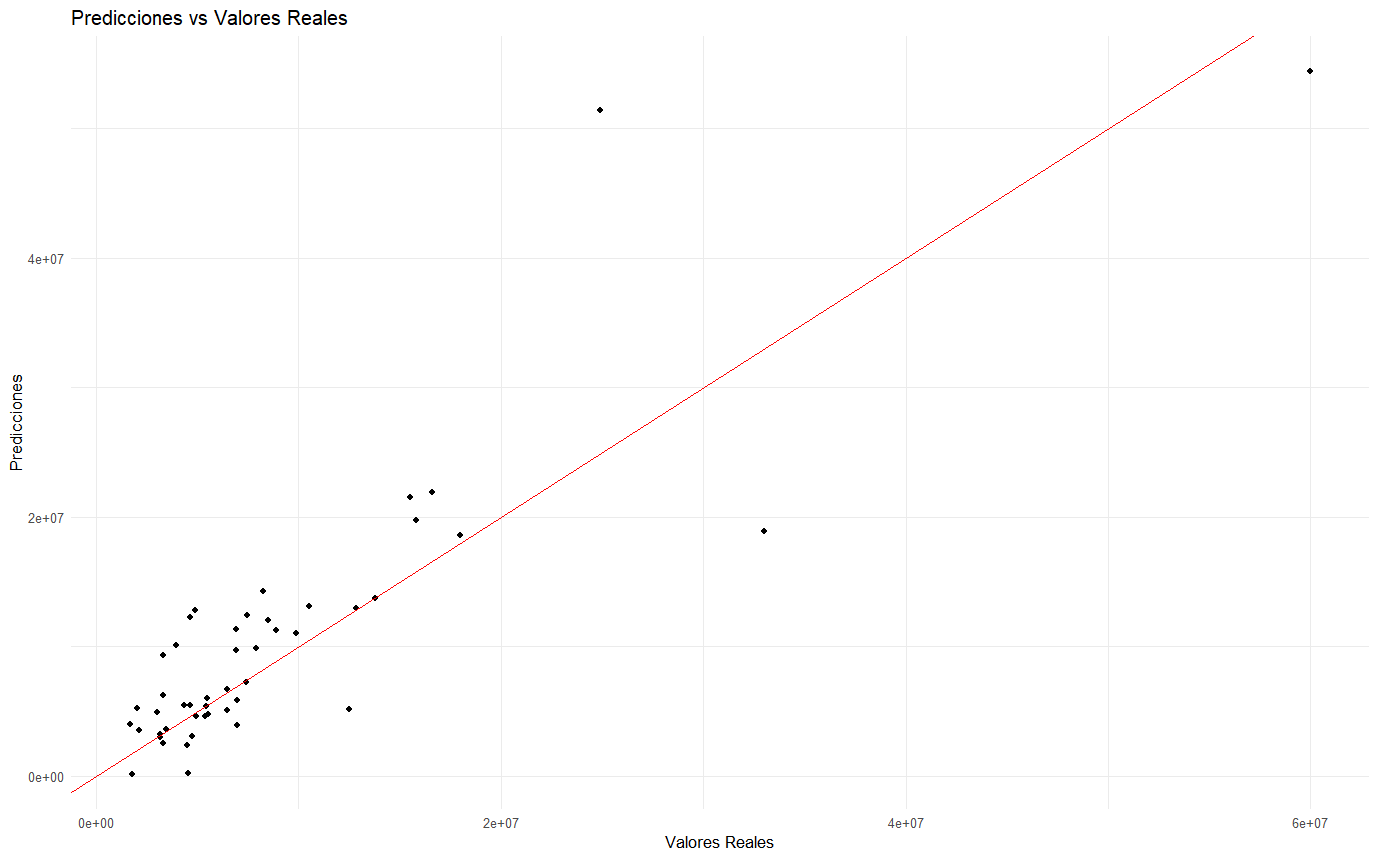 Predicciones vs Valores Reales
Predicciones
4e+07
2e+07
0e+00
0e+00
2e+07
4e+07
6e+07
Valores Reales